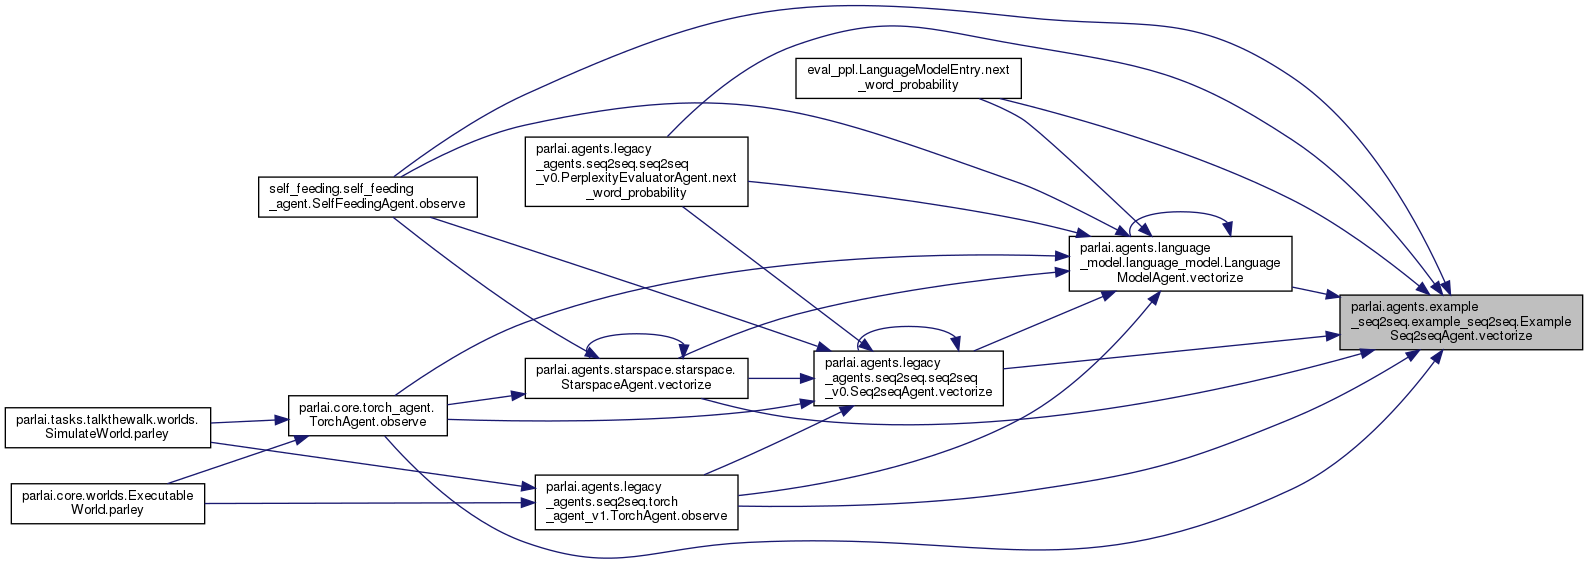 eval_ppl.LanguageModelEntry.next
_word_probability
parlai.agents.legacy
_agents.seq2seq.seq2seq
_v0.PerplexityEvaluatorAgent.next
_word_probability
self_feeding.self_feeding
_agent.SelfFeedingAgent.observe
parlai.agents.language
_model.language_model.Language
ModelAgent.vectorize
parlai.agents.example
_seq2seq.example_seq2seq.Example
Seq2seqAgent.vectorize
parlai.agents.starspace.starspace.
StarspaceAgent.vectorize
parlai.agents.legacy
_agents.seq2seq.seq2seq
_v0.Seq2seqAgent.vectorize
parlai.core.torch_agent.
TorchAgent.observe
parlai.tasks.talkthewalk.worlds.
SimulateWorld.parley
parlai.core.worlds.Executable
World.parley
parlai.agents.legacy
_agents.seq2seq.torch
_agent_v1.TorchAgent.observe